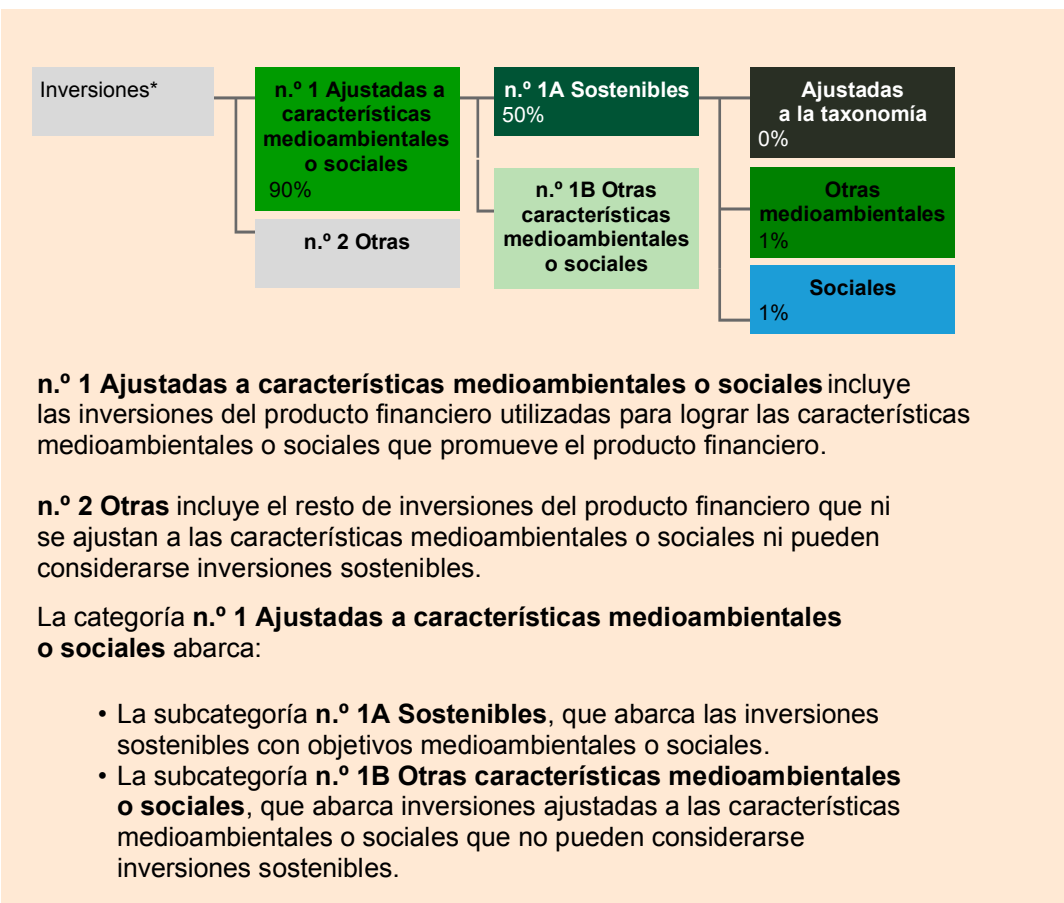 Inversiones*
n.º 1 Ajustadas a
características
medioambientales
o sociales
90%
n.º 2 Otras
n.º 1A Sostenibles
50%
n.º 1B Otras
características
medioambientales
o sociales
Ajustadas
a la taxonomía
0%
Otras
medioambientales
1%
Sociales
1%
n.º 1 Ajustadas a características medioambientales o sociales incluye
las inversiones del producto financiero utilizadas para lograr las características
medioambientales o sociales que promueve el producto financiero.
n.º 2 Otras incluye el resto de inversiones del producto financiero que ni
se ajustan a las características medioambientales o sociales ni pueden
considerarse inversiones sostenibles.
La categoría n.º 1 Ajustadas a características medioambientales
o sociales abarca:
• La subcategoría n.º 1A Sostenibles, que abarca las inversiones
sostenibles con objetivos medioambientales o sociales.
• La subcategoría n.º 1B Otras características medioambientales
o sociales, que abarca inversiones ajustadas a las características
medioambientales o sociales que no pueden considerarse
inversiones sostenibles.